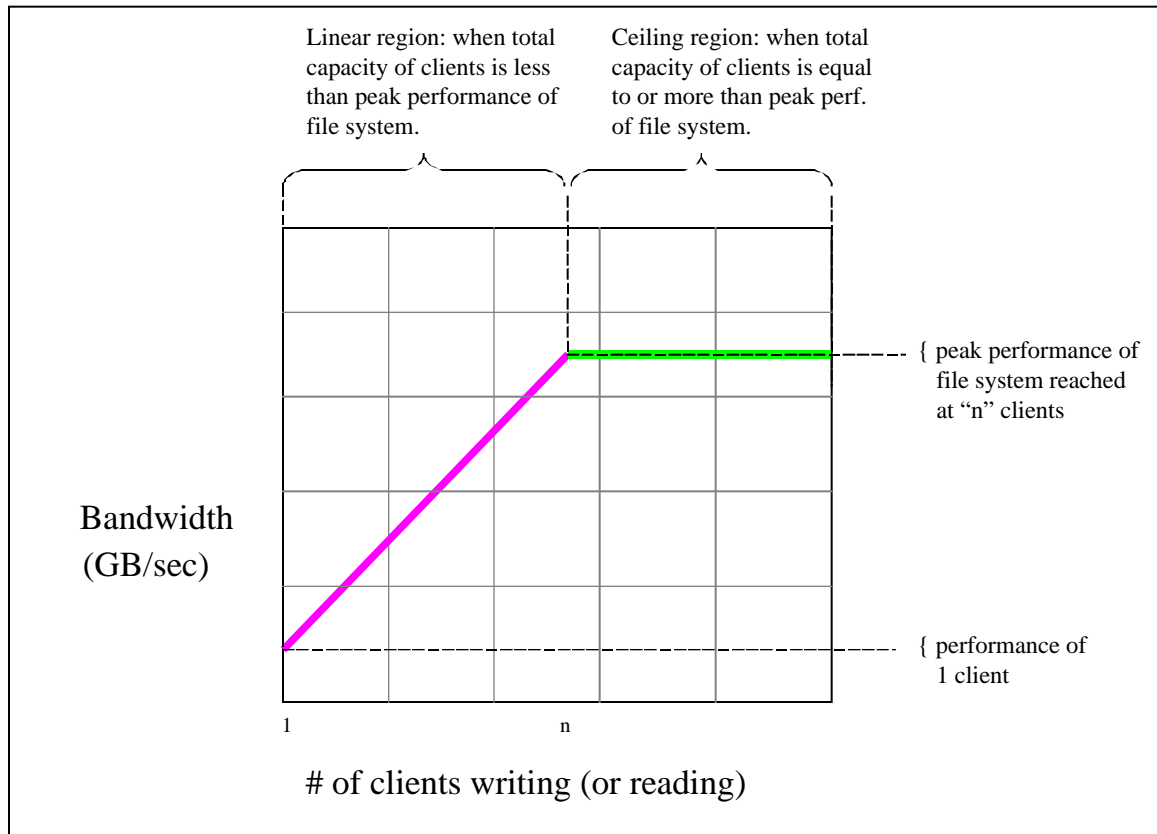 Linear region: when total
capacity of clients is less
than peak performance of
file system.
Ceiling region: when total
capacity of clients is equal
to or more than peak perf.
of file system.
{ peak performance of
file system reached
at “n” clients
Bandwidth
(GB/sec)
{ performance of
1 client
1
n
# of clients writing (or reading)